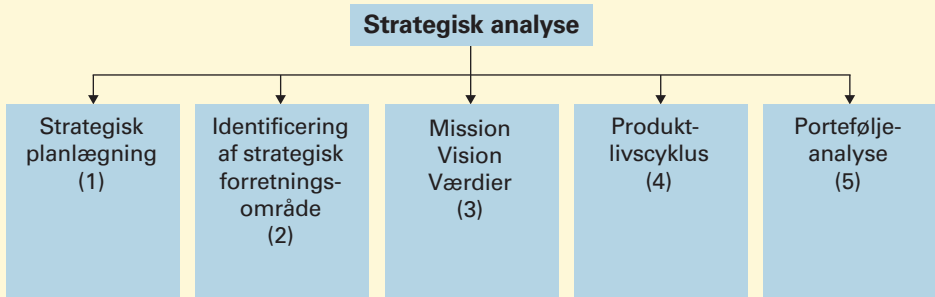 Strategisk analyse
Strategisk
planlægning
(1)
Identificering
af strategisk
forretnings-
område
(2)
Mission
Vision
Værdier
(3)
Produkt-
livscyklus
(4)
Portefølje-
analyse
(5)